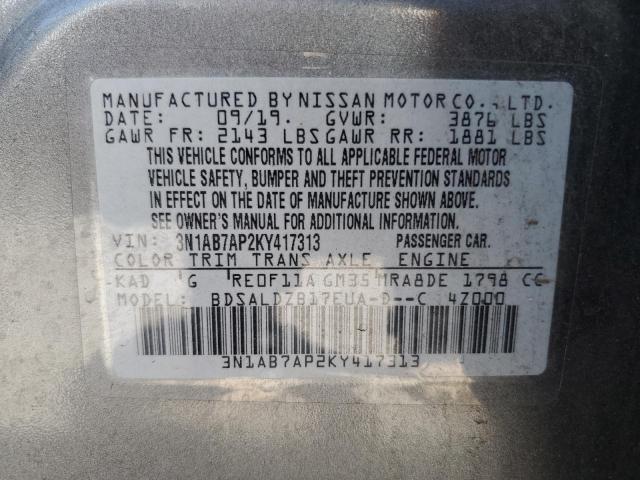 MANUFACTURED BY NISSAN MOTOR CO., LTD.
DATE: 09/19. GVWR: 3876 LBS
GAWR FR: 2143 LBS GAWR RR: 1881 LBS
THIS VEHICLE CONFORMS TO ALL APPLICABLE FEDERAL MOTOR
VEHICLE SAFETY, BUMPER AND THEFT PREVENTION STANDARDS
IN EFFECT ON THE DATE OF MANUFACTURE SHOWN ABOVE.
SEE OWNER'S MANUAL FOR ADDITIONAL INFORMATION.
VIN: 3N1AB7AP2KY417313 PASSENGER CAR.
COLOR TRIM TRANS AXLE ENGINE
KAD G RE0F11A GM35 MRA8DE 1798 CC
MODEL: BDSALDZB17EUA-D--C 4Z000
3N1AB7AP2KY417313